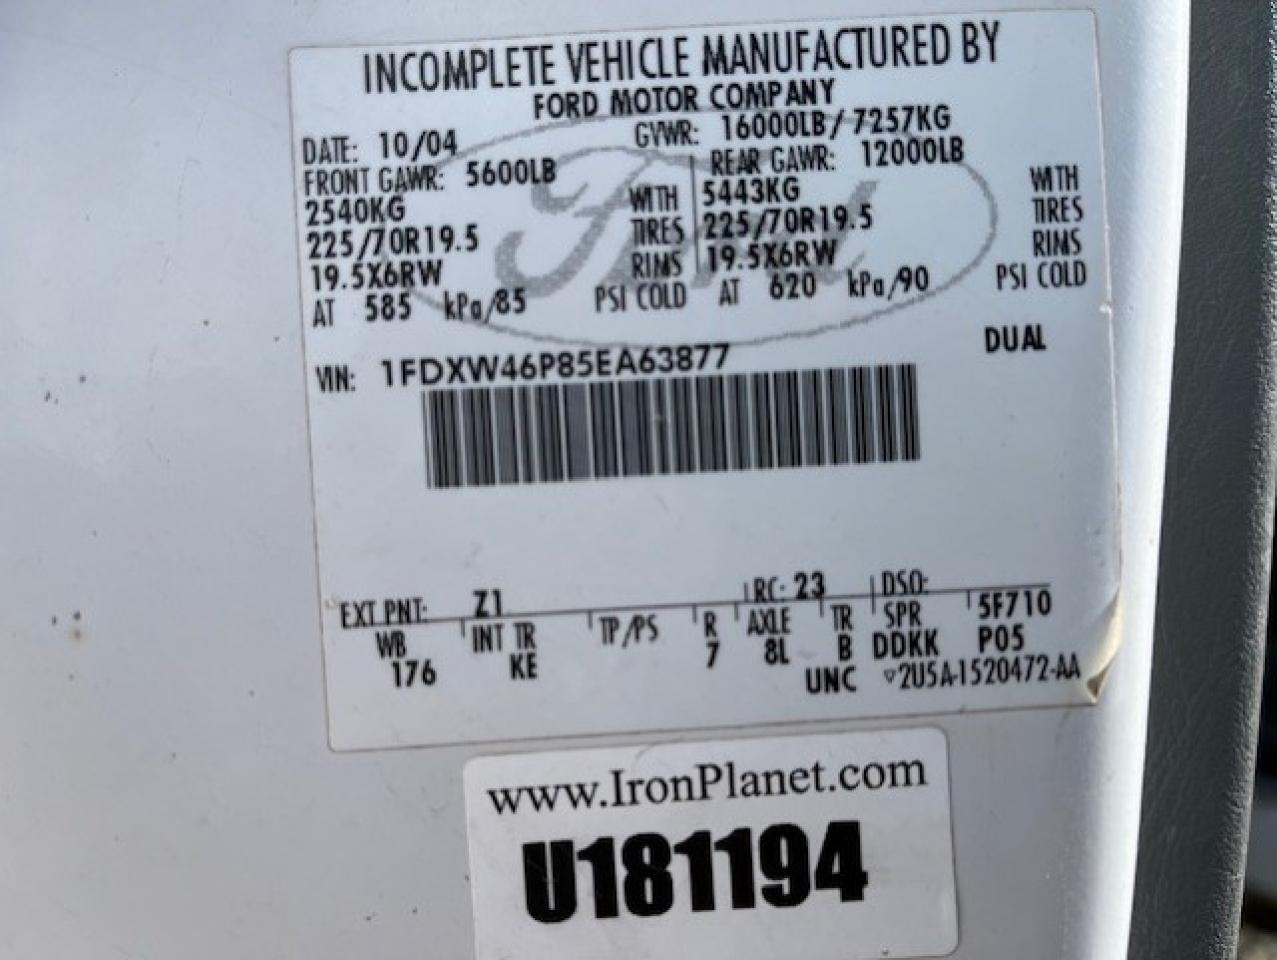 INCOMPLETE VEHICLE MANUFACTURED BY
FORD MOTOR COMPANY
DATE: 10/04 GVWR: 16000LB/7257KG
FRONT GAWR: 5600LB REAR GAWR: 12000LB
2540KG WITH 5443KG WITH
225/70R19.5 TIRES 225/70R19.5 TIRES
19.5X6RW RIMS 19.5X6RW RIMS
AT 585 kPa/85 PSI COLD AT 620 kPa/90 PSI COLD
DUAL
VIN: 1FDXW46P85EA63877
EXT PNT: Z1 RC: 23 DSO:
WB INT TR TP/PS R AXLE TR SPR 5F710
176 KE 7 8L B DDKK P05
UNC ▽2U5A-1520472-AA
www.IronPlanet.com
U181194